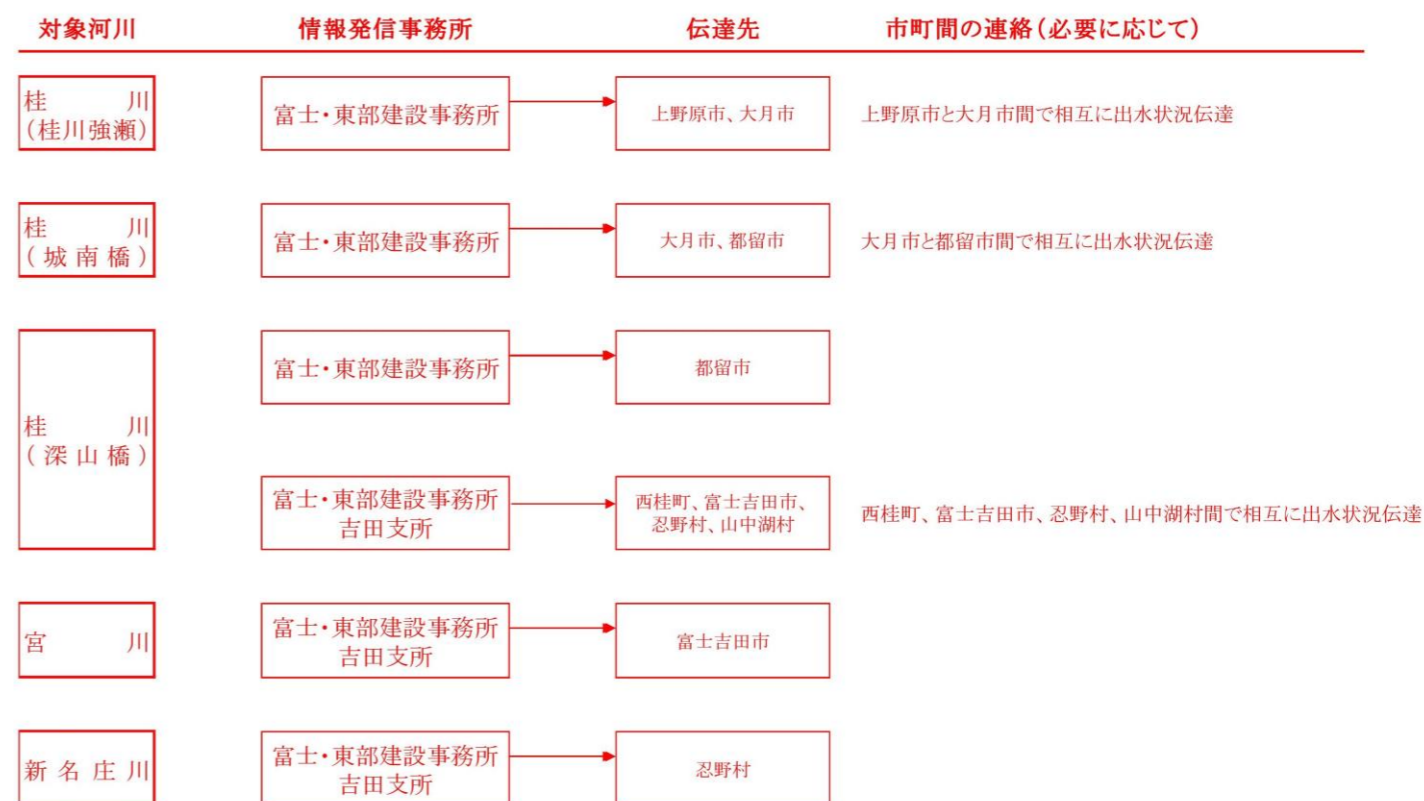 対象河川 情報発信事務所 伝達先 市町間の連絡(必要に応じて)
桂 川
(桂川強瀬)
富士・東部建設事務所
上野原市、大月市
上野原市と大月市間で相互に出水状況伝達
桂 川
(城南橋)
富士・東部建設事務所
大月市、都留市
大月市と都留市間で相互に出水状況伝達
桂 川
(深山橋)
富士・東部建設事務所
都留市
富士・東部建設事務所
吉田支所
西桂町、富士吉田市、
忍野村、山中湖村
西桂町、富士吉田市、忍野村、山中湖村間で相互に出水状況伝達
宮 川
富士・東部建設事務所
吉田支所
富士吉田市
新名庄川
富士・東部建設事務所
吉田支所
忍野村